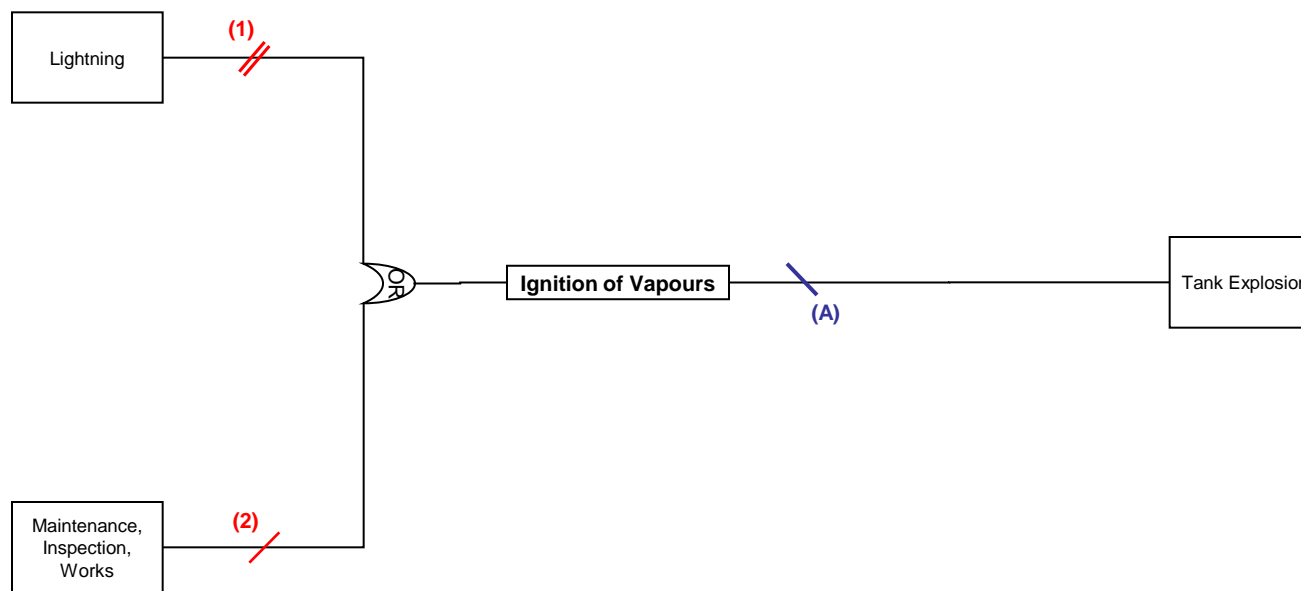 (1)
Lightning
OR
Ignition of Vapours
Tank Explosion
(A)
(2)
Maintenance,
Inspection,
Works